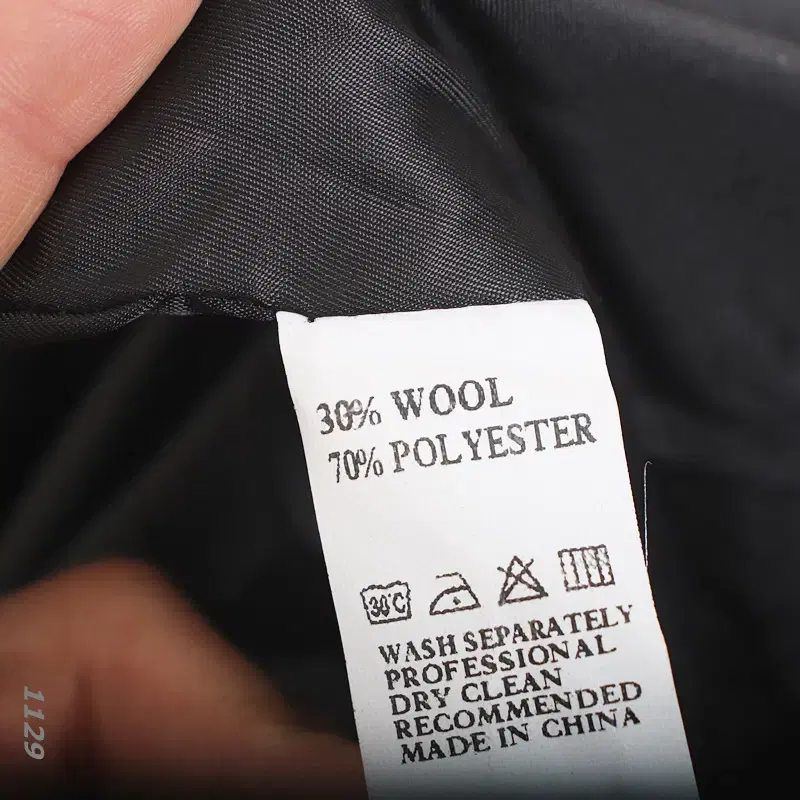 30% WOOL
70% POLYESTER
30°C
WASH SEPARATELY
PROFESSIONAL
DRY CLEAN
RECOMMENDED
MADE IN CHINA
1129